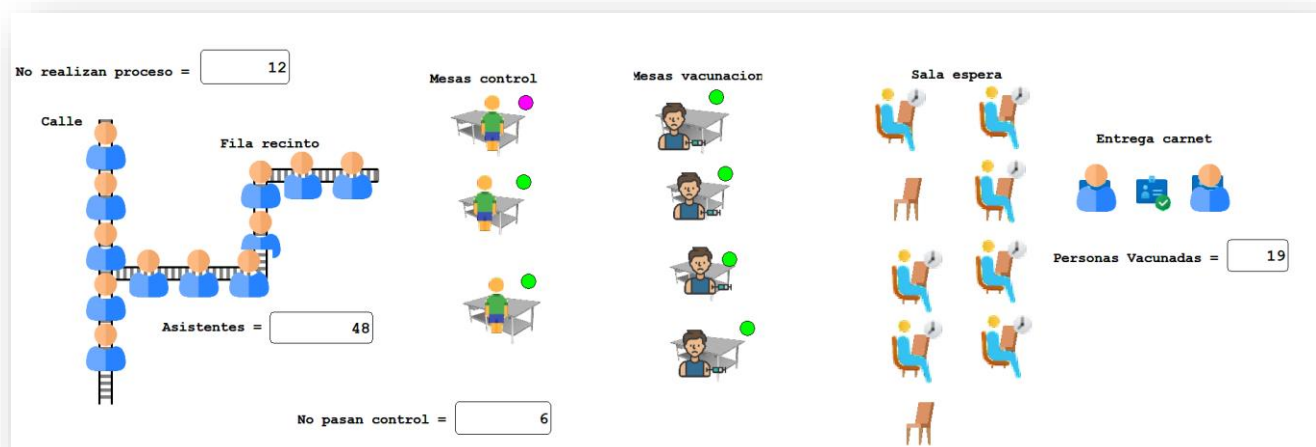 No realizan proceso = 12
Mesas control
Mesas vacunacion
Sala espera
Calle
Fila recinto
Entrega carnet
Personas Vacunadas = 19
Asistentes = 48
No pasan control = 6